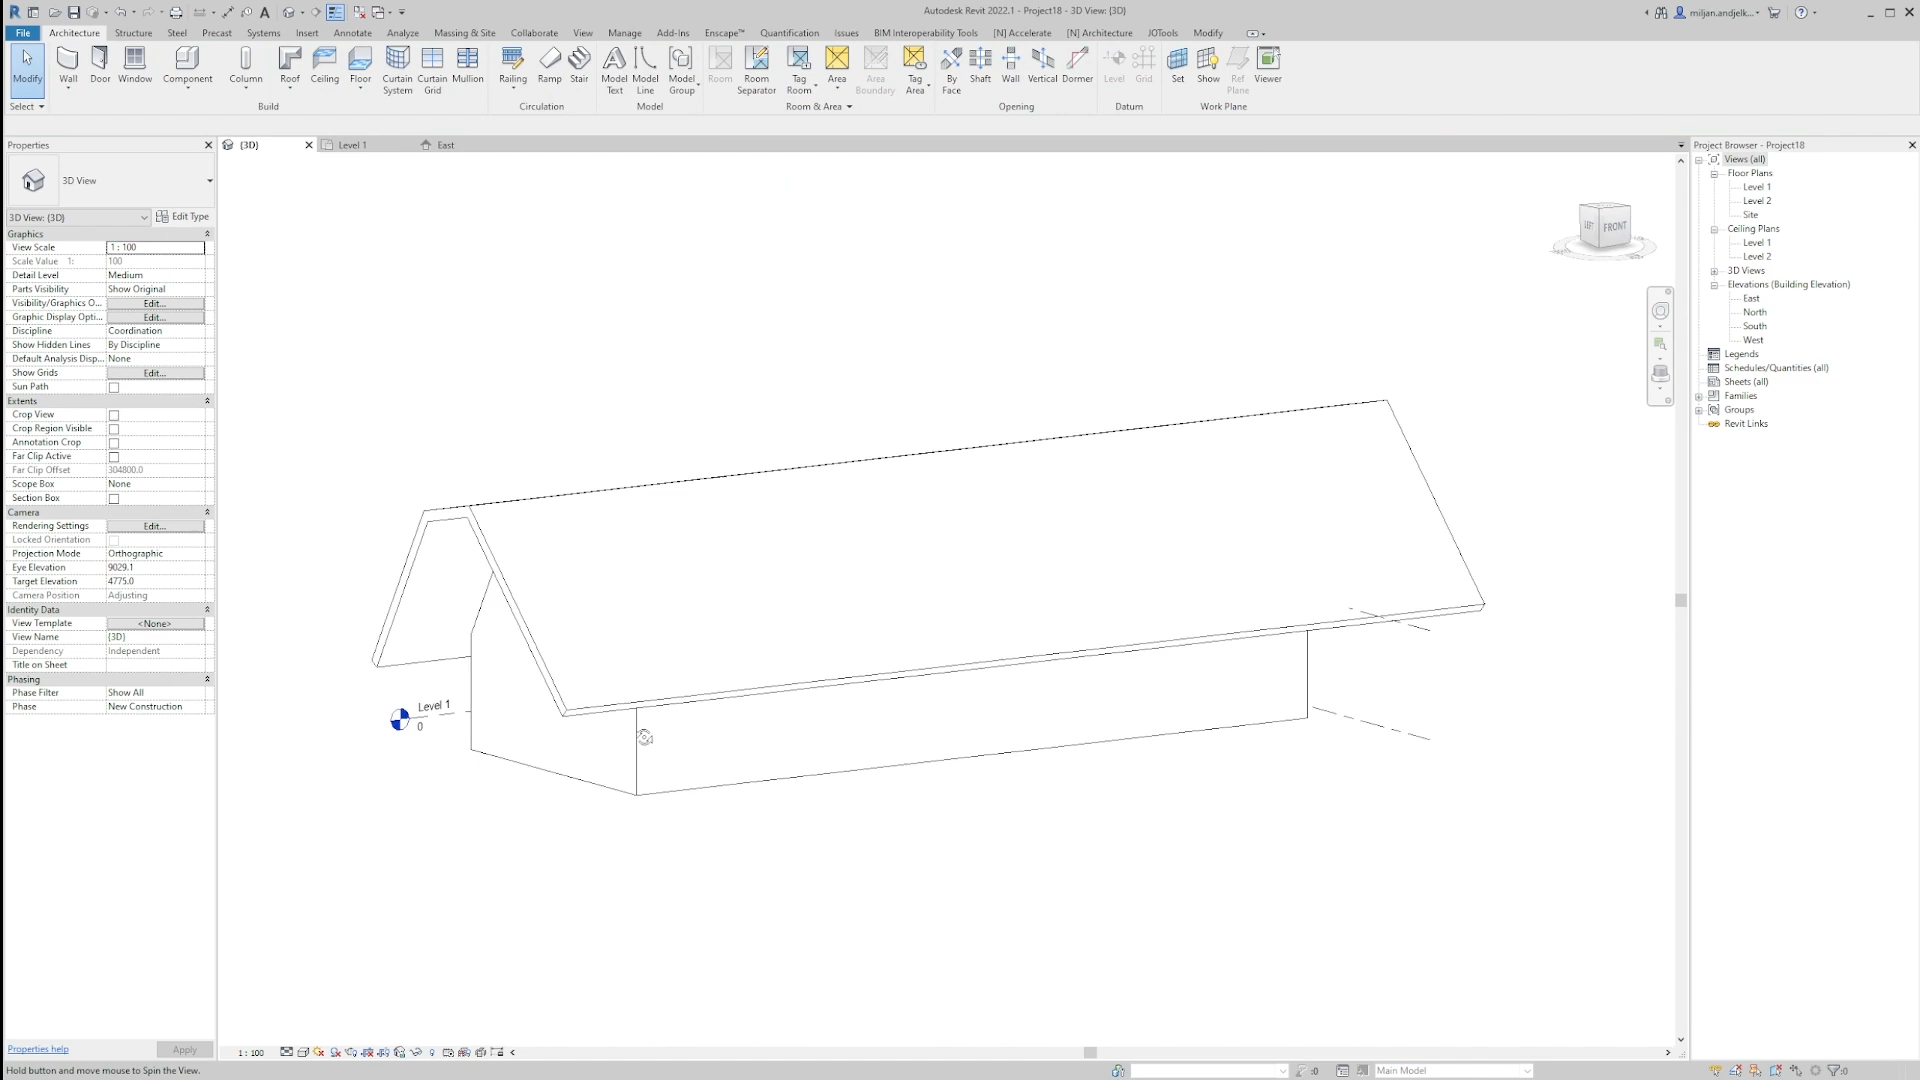 Autodesk Revit 2022.1 - Project18 - 3D View: {3D}
miljan.andjelk...
File Architecture Structure Steel Precast Systems Insert Annotate Analyze Massing & Site Collaborate View Manage Add-Ins Enscape™ Quantification Issues BIM Interoperability Tools [N] Accelerate [N] Architecture JOTools Modify
Modify Wall Door Window Component Column Roof Ceiling Floor Curtain System Curtain Grid Mullion Railing Ramp Stair Model Text Model Line Model Group Room Room Separator Tag Room Area Area Boundary Tag Area By Face Shaft Wall Vertical Dormer Level Grid Set Show Ref Plane Viewer
Select Build Circulation Model Room & Area Opening Datum Work Plane
Properties
3D View
3D View: {3D} Edit Type
Graphics
View Scale 1 : 100
Scale Value 1: 100
Detail Level Medium
Parts Visibility Show Original
Visibility/Graphics O... Edit...
Graphic Display Opti... Edit...
Discipline Coordination
Show Hidden Lines By Discipline
Default Analysis Disp... None
Show Grids Edit...
Sun Path
Extents
Crop View
Crop Region Visible
Annotation Crop
Far Clip Active
Far Clip Offset 304800.0
Scope Box None
Section Box
Camera
Rendering Settings Edit...
Locked Orientation
Projection Mode Orthographic
Eye Elevation 9029.1
Target Elevation 4775.0
Camera Position Adjusting
Identity Data
View Template <None>
View Name {3D}
Dependency Independent
Title on Sheet
Phasing
Phase Filter Show All
Phase New Construction
Properties help Apply
{3D} Level 1 East
LEFT FRONT
Level 1
0
Project Browser - Project18
Views (all)
Floor Plans
Level 1
Level 2
Site
Ceiling Plans
Level 1
Level 2
3D Views
Elevations (Building Elevation)
East
North
South
West
Legends
Schedules/Quantities (all)
Sheets (all)
Families
Groups
Revit Links
1 : 100
Hold button and move mouse to Spin the View.
:0 Main Model :0